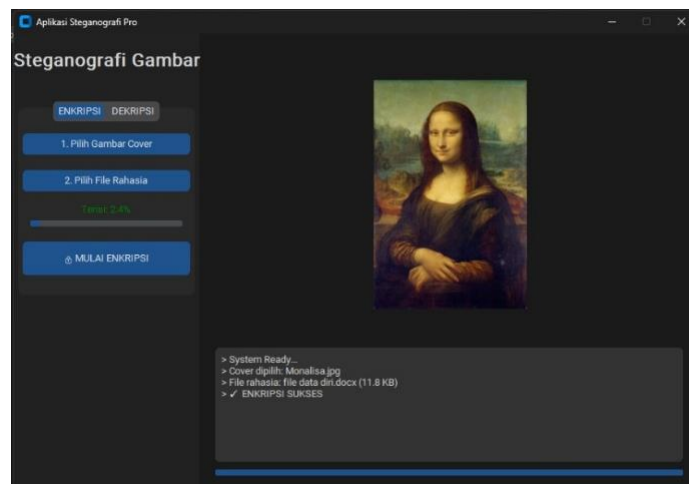 Aplikasi Steganografi Pro
Steganografi Gambar
ENKRIPSI DEKRIPSI
1. Pilih Gambar Cover
2. Pilih File Rahasia
2.4%
MULAI ENKRIPSI
> System Ready...
> Cover dipilih: Monalisa.jpg
> File rahasia: file data diri.docx (11.8 KB)
> ✓ ENKRIPSI SUKSES